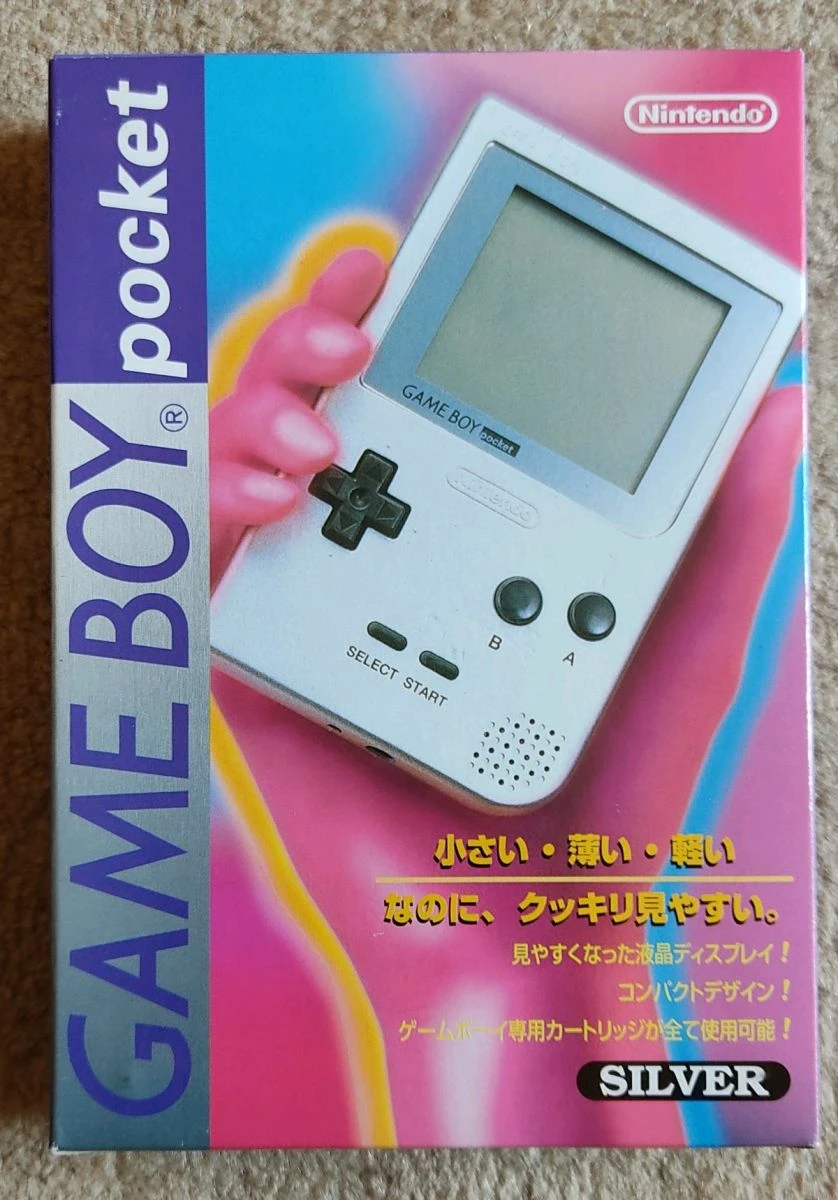 GAME BOY® pocket
Nintendo®
GAME BOY pocket
Nintendo
B
A
SELECT START
小さい・薄い・軽い
なのに、クッキリ見やすい。
見やすくなった液晶ディスプレイ！
コンパクトデザイン！
ゲームボーイ専用カートリッジが全て使用可能！
SILVER